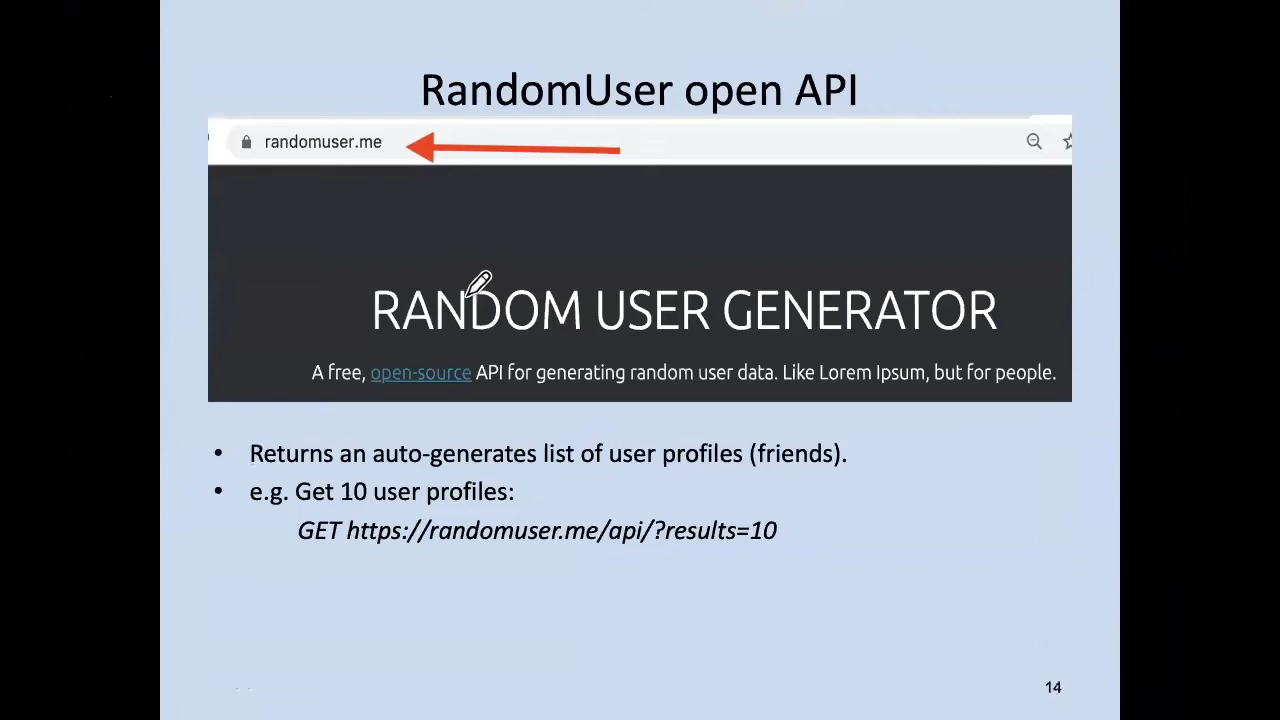 RandomUser open API
randomuser.me
RANDOM USER GENERATOR
A free, open-source API for generating random user data. Like Lorem Ipsum, but for people.
• Returns an auto-generates list of user profiles (friends).
• e.g. Get 10 user profiles:
GET https://randomuser.me/api/?results=10
14